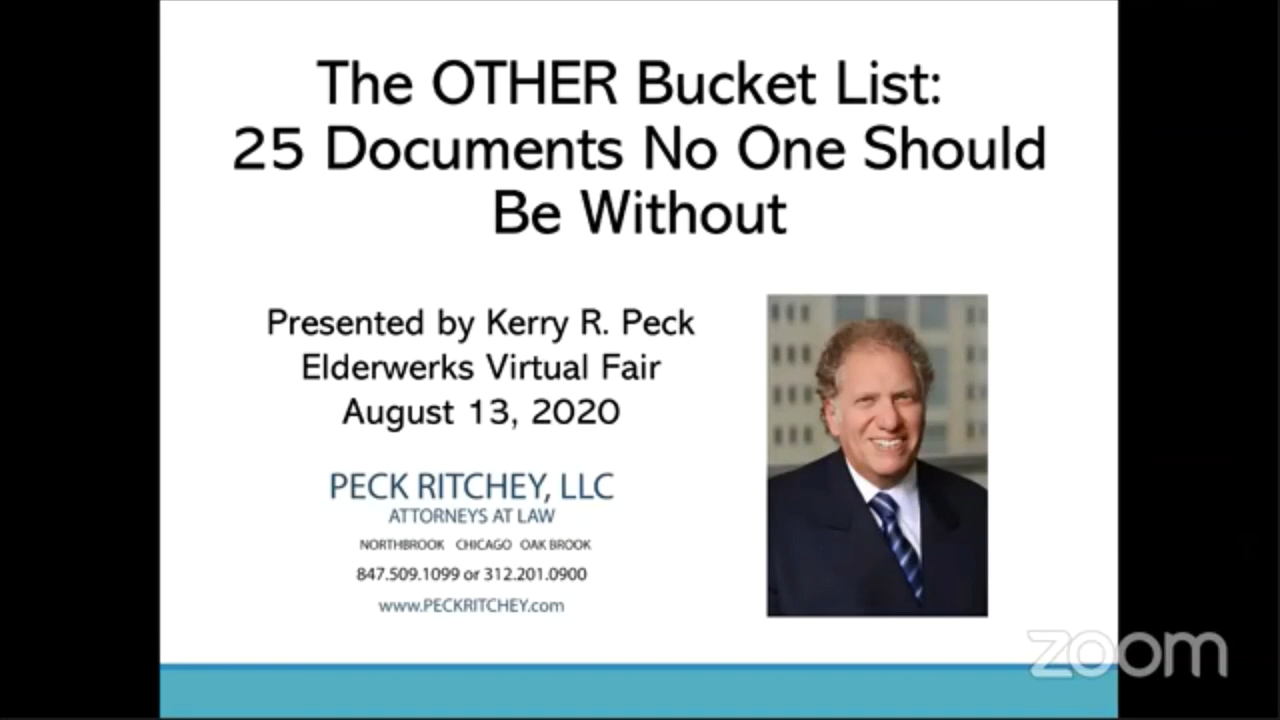 The OTHER Bucket List:
25 Documents No One Should
Be Without
Presented by Kerry R. Peck
Elderwerks Virtual Fair
August 13, 2020
PECK RITCHEY, LLC
ATTORNEYS AT LAW
NORTHBROOK CHICAGO OAK BROOK
847.509.1099 or 312.201.0900
www.PECKRITCHEY.com
zoom